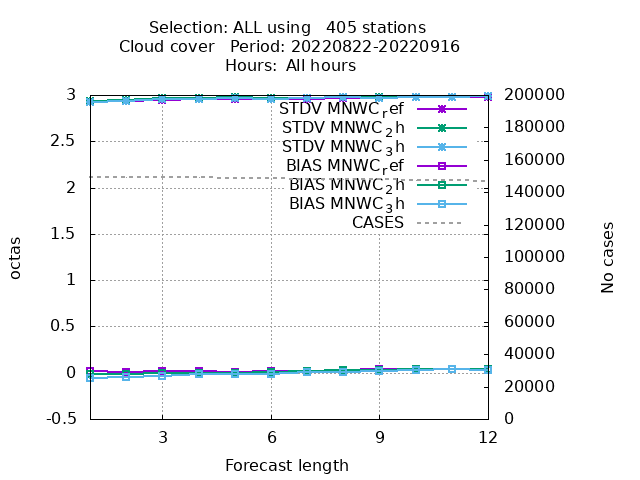 Selection: ALL using 405 stations
Cloud cover Period: 20220822-20220916
Hours: All hours
3
2.5
2
1.5
1
0.5
0
-0.5
octas
STDV MNWC_ref
STDV MNWC_2h
STDV MNWC_3h
BIAS MNWC_ref
BIAS MNWC_2h
BIAS MNWC_3h
CASES
200000
180000
160000
140000
120000
100000
80000
60000
40000
20000
0
No cases
3 6 9 12
Forecast length